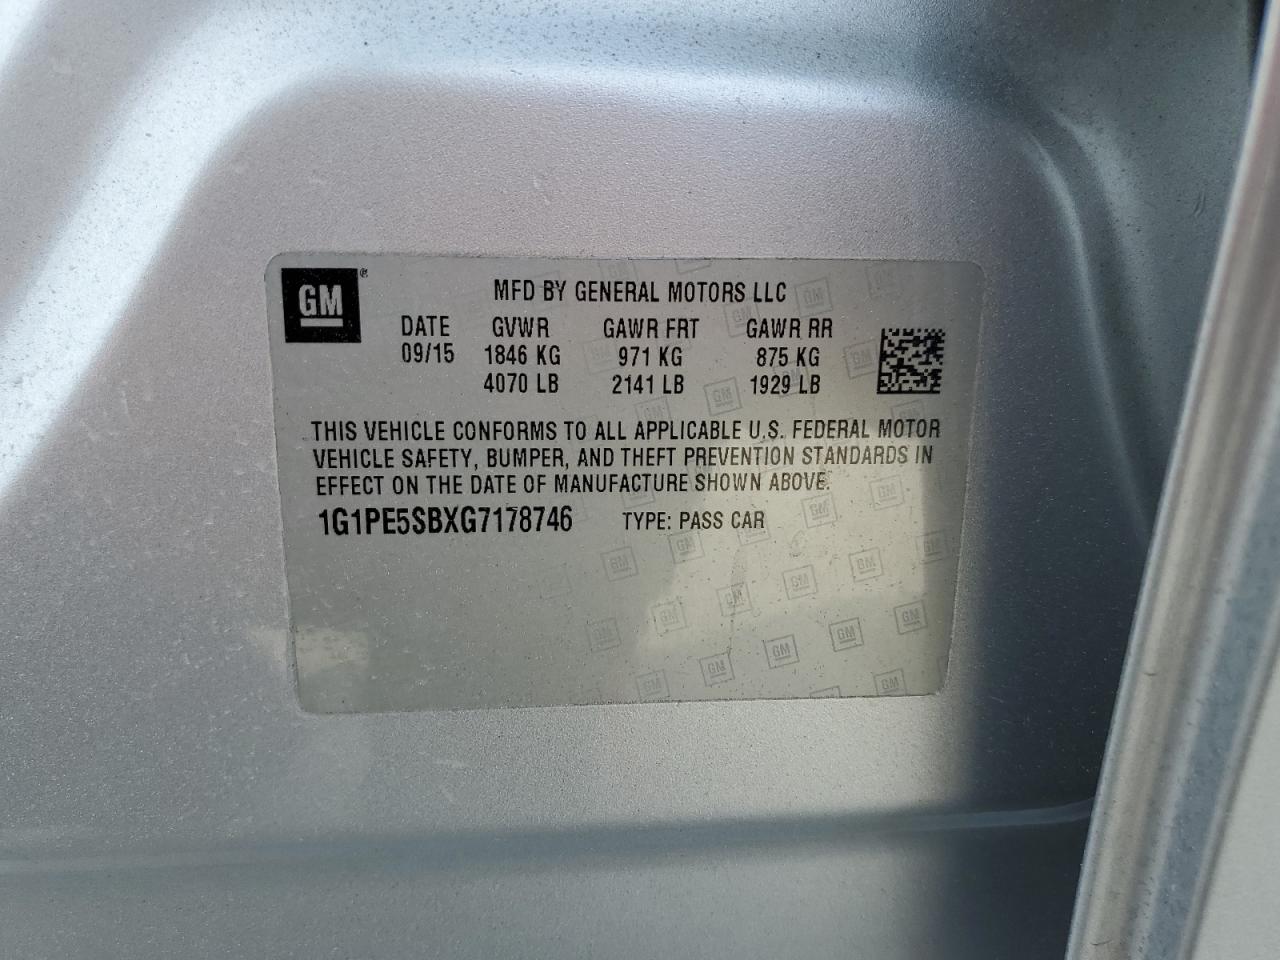 GM®
MFD BY GENERAL MOTORS LLC
DATE GVWR GAWR FRT GAWR RR
09/15 1846 KG 971 KG 875 KG
4070 LB 2141 LB 1929 LB
THIS VEHICLE CONFORMS TO ALL APPLICABLE U.S. FEDERAL MOTOR
VEHICLE SAFETY, BUMPER, AND THEFT PREVENTION STANDARDS IN
EFFECT ON THE DATE OF MANUFACTURE SHOWN ABOVE.
1G1PE5SBXG7178746 TYPE: PASS CAR